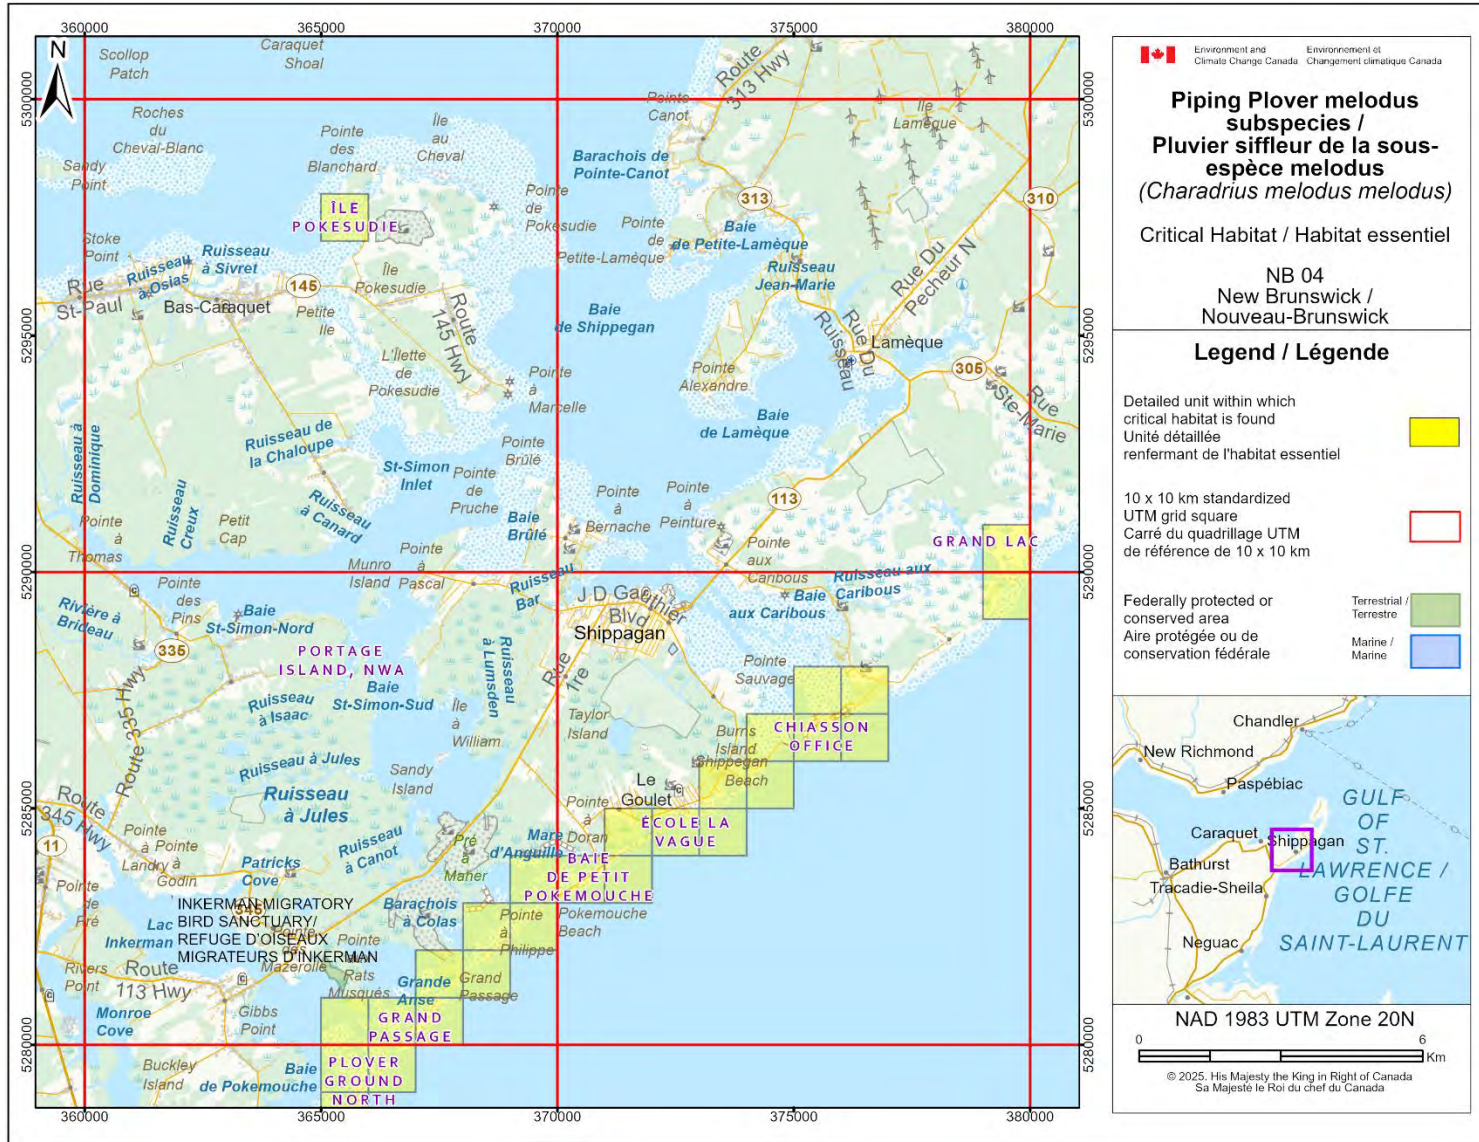 360000
365000
370000
375000
380000
N
Scollop
Patch
Caraquet
Shoal
Route
313 Hwy
5300000
5300000
Roches
du
Cheval-Blanc
Pointe
des
Blanchard
Île
au
Cheval
Pointe
Canot
Île
Lamèque
Sandy
Point
Barachois de
Pointe-Canot
ÎLE
POKESUDIE
Pointe
de
Pokesudie
313
310
Stoke
Point
Ruisseau
à Sivret
Pointe
de
Petite-Lamèque
Baie
de Petite-Lamèque
Ruisseau
à Osias
Île
Pokesudie
Ruisseau
Jean-Marie
Rue Du
Pecheur N
Rue
St-Paul
Bas-Caraquet
145
Petite
Ile
Route
145 Hwy
Baie
de Shippegan
5295000
5295000
Rue Du
Ruisseau
Lamèque
L'Îlette
de
Pokesudie
Pointe
à
Marcelle
Pointe
Alexandre
305
Rue
Ste-Marie
Baie
de Lamèque
Ruisseau à
Dominique
Ruisseau de
la Chaloupe
St-Simon
Inlet
Pointe
Brûlé
Pointe
de
Pruche
Ruisseau
Creux
Ruisseau
à Canard
Pointe
à
Bernache
Pointe
à
Peinture
113
Pointe
à
Thomas
Petit
Cap
Baie
Brûlé
GRAND LAC
5290000
5290000
Munro
Island
Pointe
à
Pascal
Ruisseau
Bar
Pointe
aux
Caribous
Ruisseau aux
Caribous
Baie
aux Caribous
Rivière à
Brideau
Pointe
des
Pins
Baie
St-Simon-Nord
J D Gauthier
Blvd
Shippagan
335
PORTAGE
ISLAND, NWA
Ruisseau
à Lumsden
Rue
1re
Pointe
Sauvage
Route 335 Hwy
Ruisseau
à Isaac
Baie
St-Simon-Sud
Île
à
William
Taylor
Island
Burns
Island
CHIASSON
OFFICE
Ruisseau à Jules
Sandy
Island
Shippegan
Beach
Ruisseau
à Jules
Le
Goulet
5285000
5285000
Route
345 Hwy
11
Pointe
à
Landry
Pointe
à
Godin
Ruisseau
à Canot
Pré
à
Maher
Mare
d'Anguille
Pointe
à
Doran
ÉCOLE LA
VAGUE
Patricks
Cove
BAIE
DE PETIT
POKEMOUCHE
Pointe
de
Pré
345
INKERMAN MIGRATORY
BIRD SANCTUARY/
REFUGE D'OISEAUX
MIGRATEURS D'INKERMAN
Lac
Inkerman
Barachois
à Colas
Pointe
à
Philippe
Pokemouche
Beach
Pointe
des
Mazerolle
Pointe
Rats
Musqués
Rivers
Point
Route
113 Hwy
Grande
Anse
Grand
Passage
Monroe
Cove
Gibbs
Point
GRAND
PASSAGE
5280000
5280000
Buckley
Island
Baie
de Pokemouche
PLOVER
GROUND
NORTH
360000
365000
370000
375000
380000
Environment and
Climate Change Canada
Environnement et
Changement climatique Canada
Piping Plover melodus
subspecies /
Pluvier siffleur de la sous-
espèce melodus
(Charadrius melodus melodus)
Critical Habitat / Habitat essentiel
NB 04
New Brunswick /
Nouveau-Brunswick
Legend / Légende
Detailed unit within which
critical habitat is found
Unité détaillée
renfermant de l'habitat essentiel
10 x 10 km standardized
UTM grid square
Carré du quadrillage UTM
de référence de 10 x 10 km
Federally protected or
conserved area
Aire protégée ou de
conservation fédérale
Terrestrial /
Terrestre
Marine /
Marine
Chandler
New Richmond
Paspébiac
GULF
OF
ST.
LAWRENCE /
GOLFE
DU
SAINT-LAURENT
Caraquet
Shippagan
Bathurst
Tracadie-Sheila
Neguac
NAD 1983 UTM Zone 20N
0
6
Km
© 2025. His Majesty the King in Right of Canada
Sa Majesté le Roi du chef du Canada